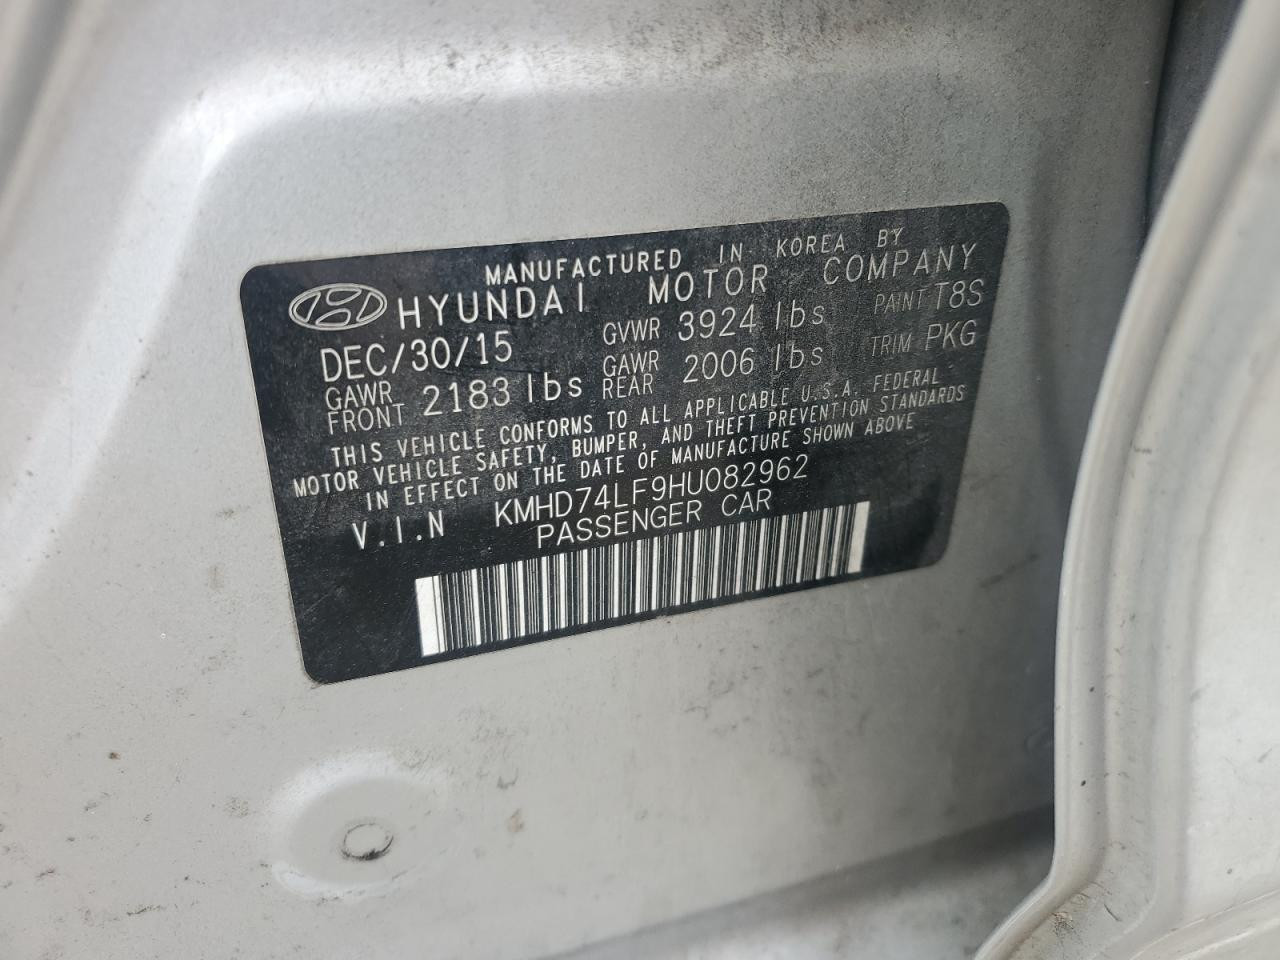 MANUFACTURED IN KOREA BY
HYUNDAI MOTOR COMPANY
DEC/30/15 GVWR 3924 lbs PAINT T8S
GAWR FRONT 2183 lbs GAWR REAR 2006 lbs TRIM PKG
THIS VEHICLE CONFORMS TO ALL APPLICABLE U.S.A. FEDERAL
MOTOR VEHICLE SAFETY, BUMPER, AND THEFT PREVENTION STANDARDS
IN EFFECT ON THE DATE OF MANUFACTURE SHOWN ABOVE
V.I.N KMHD74LF9HU082962
PASSENGER CAR